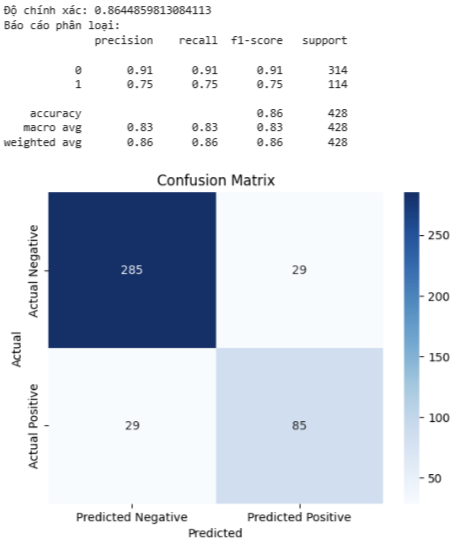 Độ chính xác: 0.8644859813084113
Báo cáo phân loại:
precision recall f1-score support
0 0.91 0.91 0.91 314
1 0.75 0.75 0.75 114
accuracy 0.86 428
macro avg 0.83 0.83 0.83 428
weighted avg 0.86 0.86 0.86 428
Confusion Matrix
Actual Negative
285
29
Actual
Actual Positive
29
85
Predicted Negative
Predicted Positive
Predicted
250
200
150
100
50